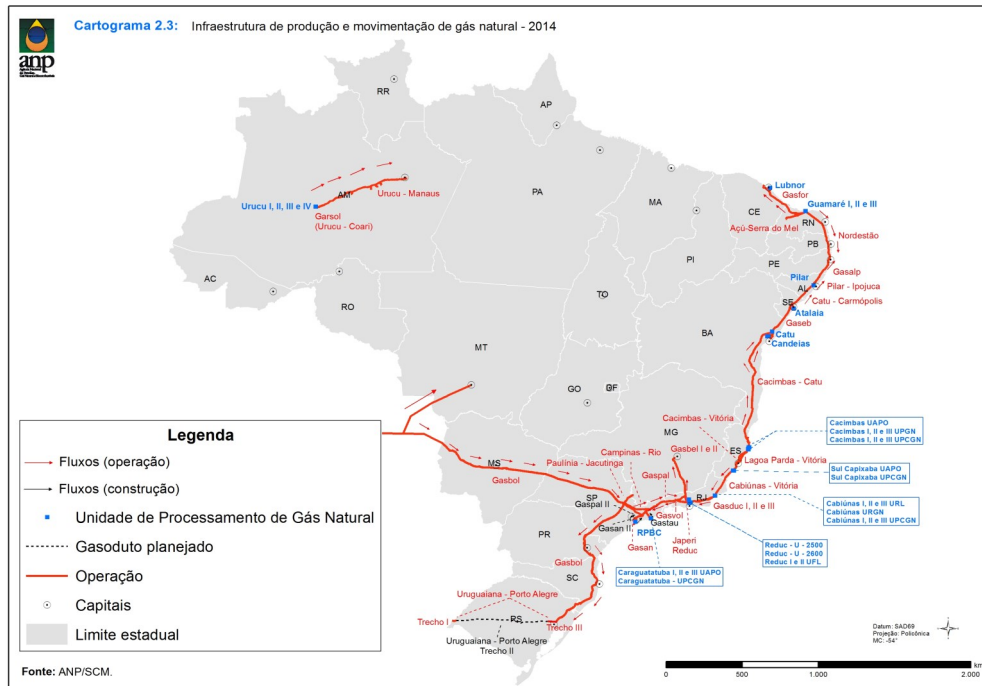 Cartograma 2.3: Infraestrutura de produção e movimentação de gás natural - 2014
anp
RR
AP
AM
Urucu - Manaus
Urucu I, II, III e IV
Garsol
(Urucu - Coari)
PA
MA
CE
Lubnor
Gasfor
Guamaré I, II e III
Açú-Serra do Mel
RN
Nordestão
PB
PI
PE
Gasalp
Pilar
AL
Pilar - Ipojuca
SE
Catu - Carmópolis
Atalaia
Gaseb
AC
RO
TO
BA
Catu
Candeias
MT
GO
DF
Cacimbas - Catu
MG
Cacimbas - Vitória
Gasbel I e II
ES
Cacimbas UAPO
Cacimbas I, II e III UPGN
Cacimbas I, II e III UPCGN
Lagoa Parda - Vitória
Sul Capixaba UAPO
Sul Capixaba UPCGN
MS
Gasbol
Campinas - Rio
Paulínia - Jacutinga
Gaspal
Cabiúnas - Vitória
SP
Gaspal II
RJ
Gasduc I, II e III
Cabiúnas I, II e III URL
Cabiúnas URGN
Cabiúnas I, II e III UPCGN
Gasvol
Gastau
Gasan II
RPBC
Gasan
Japeri
Reduc
Reduc - U - 2500
Reduc - U - 2600
Reduc I e II UFL
PR
Gasbol
Caraguatatuba I, II e III UAPO
Caraguatatuba - UPCGN
SC
Uruguaiana - Porto Alegre
Trecho I
RS
Trecho III
Uruguaiana - Porto Alegre
Trecho II
Legenda
Fluxos (operação)
Fluxos (construção)
Unidade de Processamento de Gás Natural
Gasoduto planejado
Operação
Capitais
Limite estadual
Fonte: ANP/SCM.
Datum: SAD69
Projeção: Policônica
MC: -54°
km
0 500 1.000 2.000